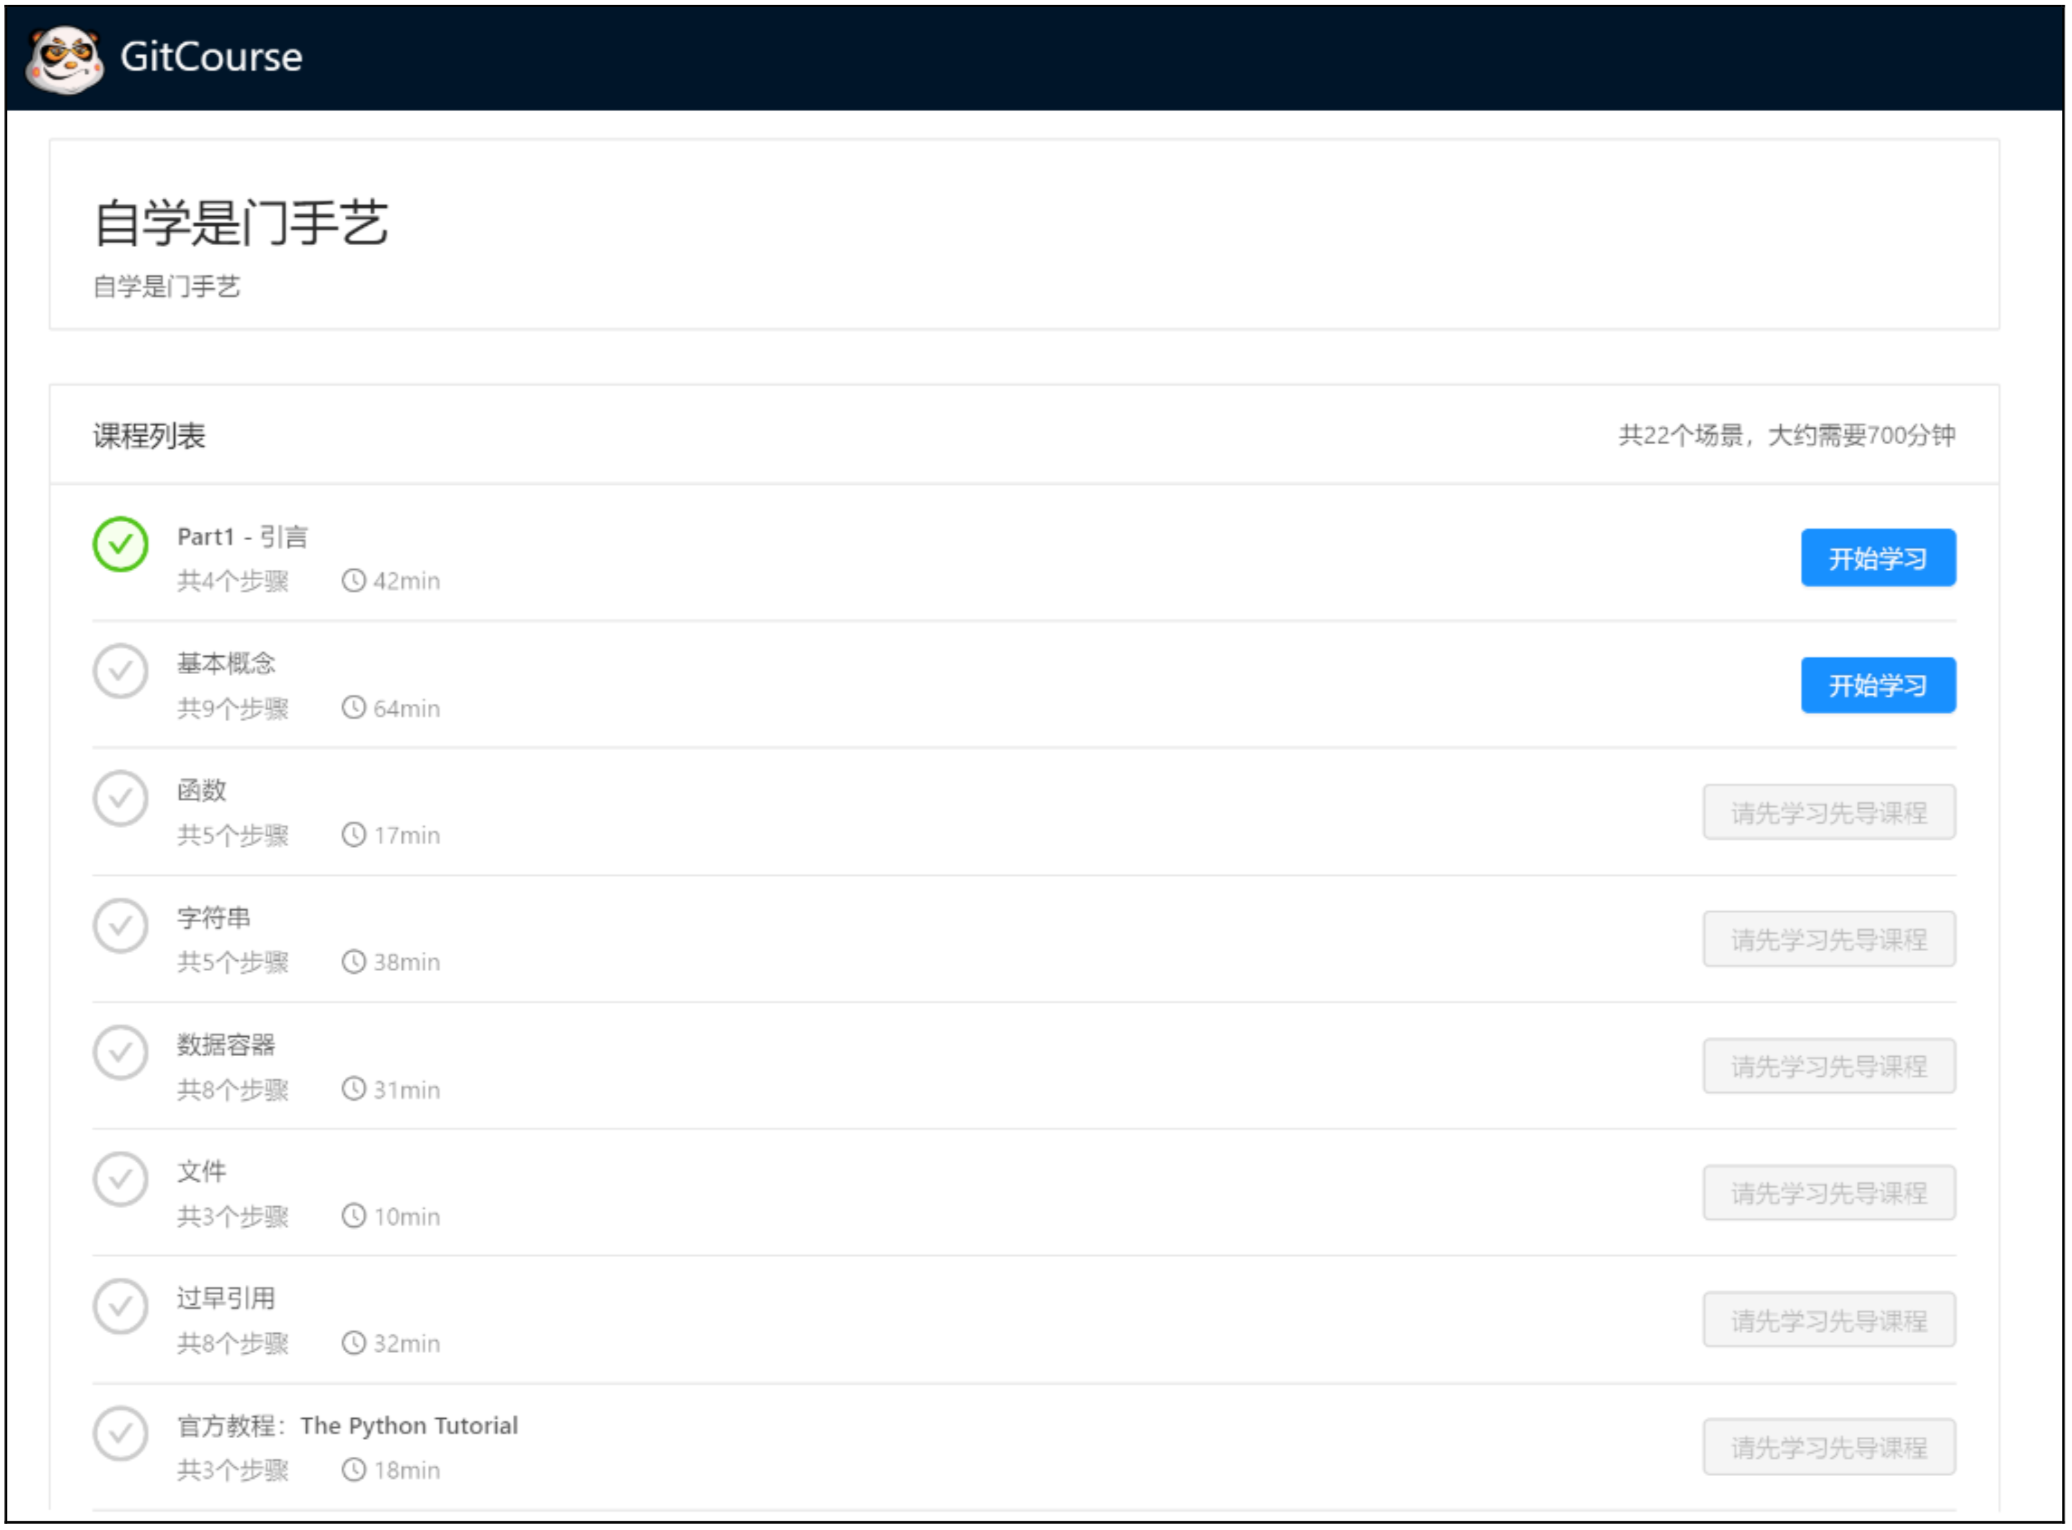 GitCourse
自学是门手艺
自学是门手艺
课程列表
共22个场景，大约需要700分钟
Part1 - 引言
共4个步骤 42min
开始学习
基本概念
共9个步骤 64min
开始学习
函数
共5个步骤 17min
请先学习先导课程
字符串
共5个步骤 38min
请先学习先导课程
数据容器
共8个步骤 31min
请先学习先导课程
文件
共3个步骤 10min
请先学习先导课程
过早引用
共8个步骤 32min
请先学习先导课程
官方教程：The Python Tutorial
共3个步骤 18min
请先学习先导课程